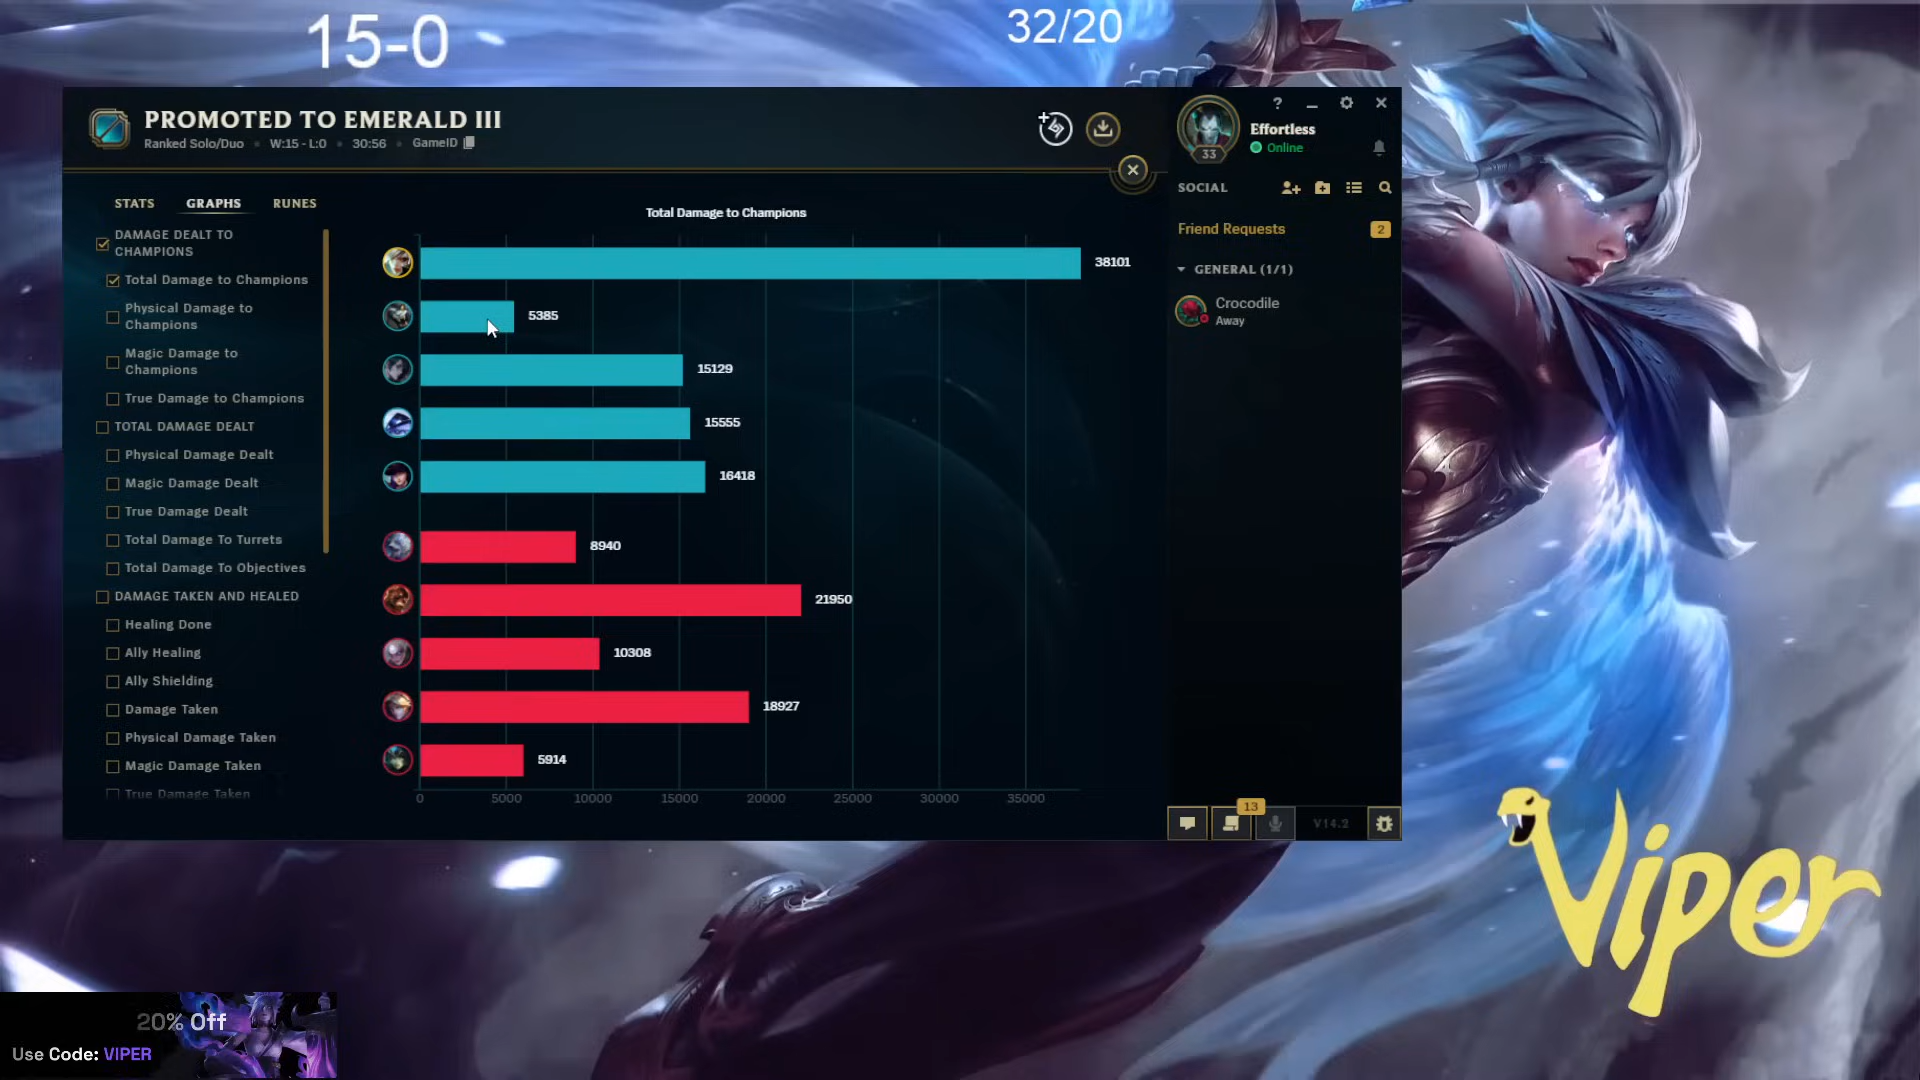 15-0
32/20
PROMOTED TO EMERALD III
Ranked Solo/Duo • W:15 - L:0 • 30:56 • GameID
Effortless
33
Online
SOCIAL
Friend Requests 2
GENERAL (1/1)
Crocodile
Away
STATS GRAPHS RUNES
DAMAGE DEALT TO
CHAMPIONS
Total Damage to Champions
Physical Damage to
Champions
Magic Damage to
Champions
True Damage to Champions
TOTAL DAMAGE DEALT
Physical Damage Dealt
Magic Damage Dealt
True Damage Dealt
Total Damage To Turrets
Total Damage To Objectives
DAMAGE TAKEN AND HEALED
Healing Done
Ally Healing
Ally Shielding
Damage Taken
Physical Damage Taken
Magic Damage Taken
True Damage Taken
Total Damage to Champions
38101
5385
15129
15555
16418
8940
21950
10308
18927
5914
0 5000 10000 15000 20000 25000 30000 35000
13
V14.2
Viper
20% Off
Use Code: VIPER